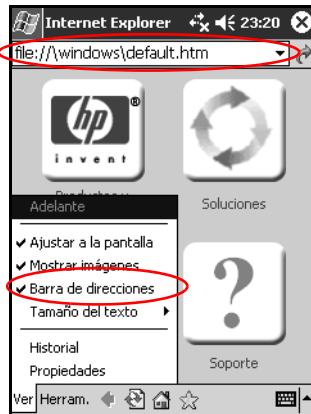 Internet Explorer 23:20
file://\windows\default.htm
hp
invent
Productos y
Soluciones
Adelante
Ajustar a la pantalla
Mostrar imágenes
Barra de direcciones
Tamaño del texto
Historial
Propiedades
Soporte
Ver Herram.